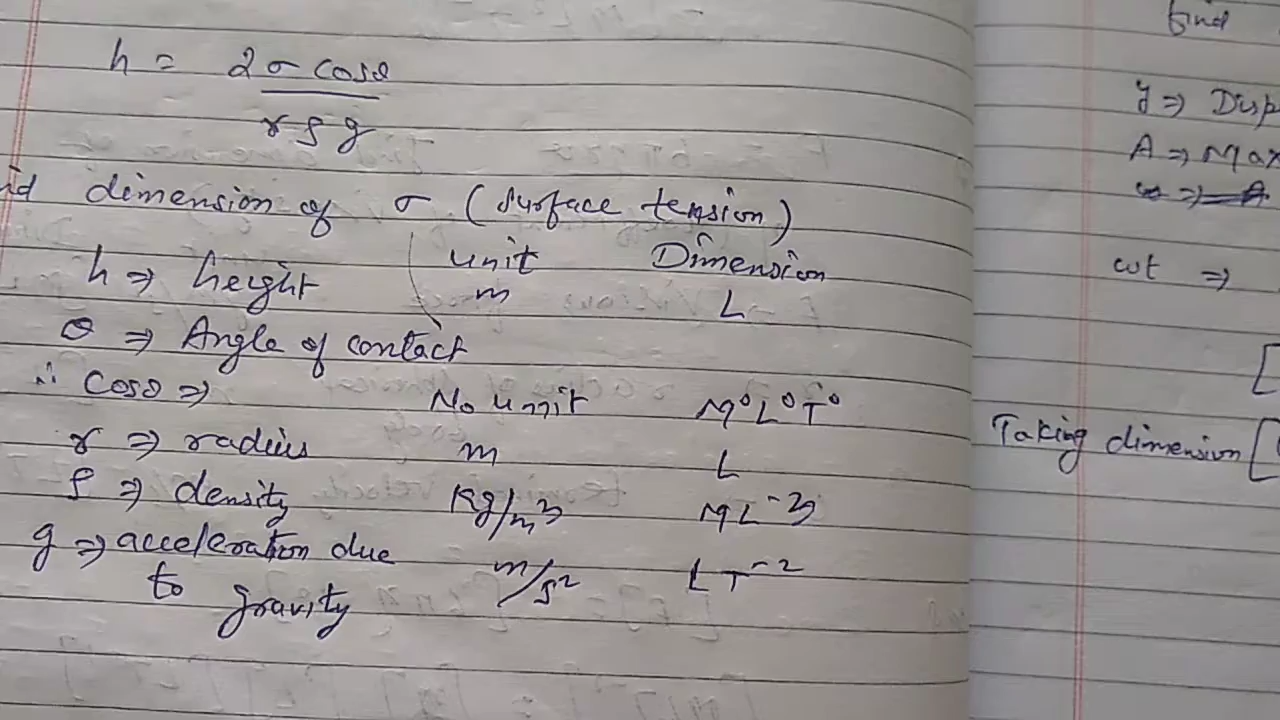 h = 2σ cosθ
r ρ g
dimension of σ (surface tension)
unit Dimension
h ⇒ height m L
θ ⇒ Angle of contact
∴ Cosθ ⇒ No unit M⁰L⁰T⁰
r ⇒ radius m L
ρ ⇒ density Kg/m³ ML⁻³
g ⇒ acceleration due m/s² LT⁻²
to gravity
find
y ⇒ Disp
A ⇒ Max
ωt ⇒
Taking dimension [